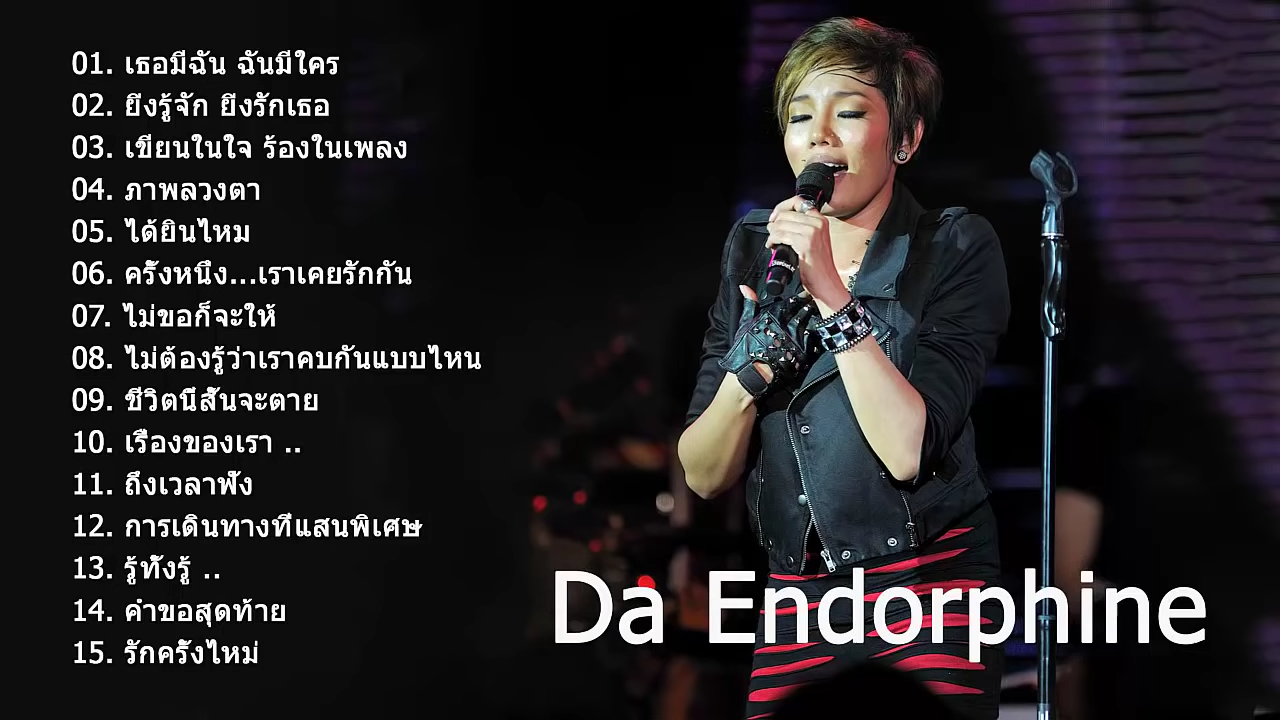 01. เธอมีฉัน ฉันมีใคร
02. ยิ่งรู้จัก ยิ่งรักเธอ
03. เขียนในใจ ร้องในเพลง
04. ภาพลวงตา
05. ได้ยินไหม
06. ครั้งหนึ่ง...เราเคยรักกัน
07. ไม่ขอก็จะให้
08. ไม่ต้องรู้ว่าเราคบกันแบบไหน
09. ชีวิตนี้สั้นจะตาย
10. เรื่องของเรา ..
11. ถึงเวลาฟัง
12. การเดินทางที่แสนพิเศษ
13. รู้ทั้งรู้ ..
14. คำขอสุดท้าย
15. รักครั้งใหม่
Da Endorphine